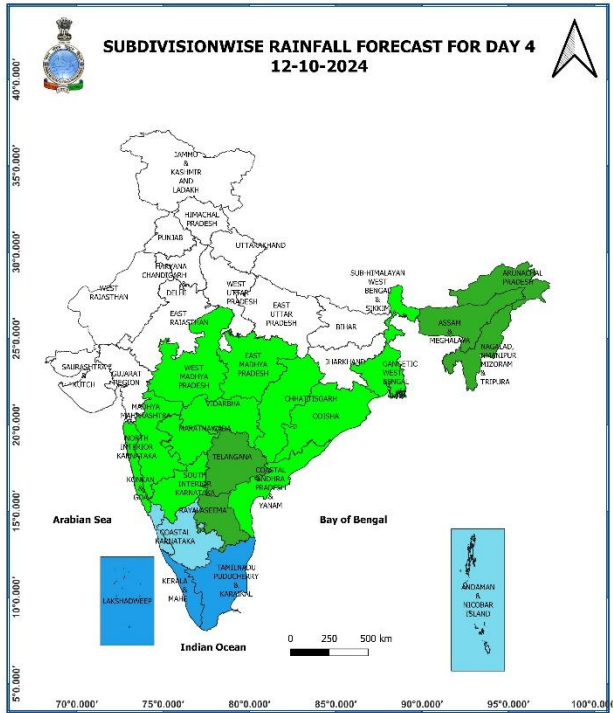 SUBDIVISIONWISE RAINFALL FORECAST FOR DAY 4
12-10-2024
40°0.000'
35°0.000'
30°0.000'
25°0.000'
20°0.000'
15°0.000'
10°0.000'
5°0.000'
JAMMO
&
KASHMIR
AND
LADAKH
HIMACHAL
PRADESH
PUNJAB
UTTARAKHAND
HARYANA
CHANDIGARH
&
DELHI
WEST
RAJASTHAN
WEST
UTTAR
PRADESH
EAST
RAJASTHAN
EAST
UTTAR
PRADESH
SUB-HIMALAYAN
WEST
BENGAL
&
SIKKIM
ARUNACHAL
PRADESH
ASSAM
&
MEGHALAYA
NAGALAD,
MANIPUR
MIZORAM
&
TRIPURA
BIHAR
JHARKHAND
GANGETIC
WEST
BENGAL
SAURASHTRA
&
KUTCH
GUJARAT
REGION
WEST
MADHYA
PRADESH
EAST
MADHYA
PRADESH
CHHATTISGARH
ODISHA
VIDARBHA
MADHYA
MAHARASHTRA
MARATHAWADA
TELANGANA
NORTH
INTERIOR
KARNATAKA
KONKAN
&
GOA
SOUTH
INTERIOR
KARNATAKA
COASTAL
ANDHRA
PRADESH
&
YANAM
RAYALASEEMA
Arabian Sea
Bay of Bengal
COASTAL
KARNATAKA
TAMILNADU
PUDUCHERRY
&
KARAIKAL
KERALA
&
MAHE
LAKSHADWEEP
ANDAMAN
&
NICOBAR
ISLAND
Indian Ocean
0 250 500 km
70°0.000' 75°0.000' 80°0.000' 85°0.000' 90°0.000' 95°0.000' 100°0.000'